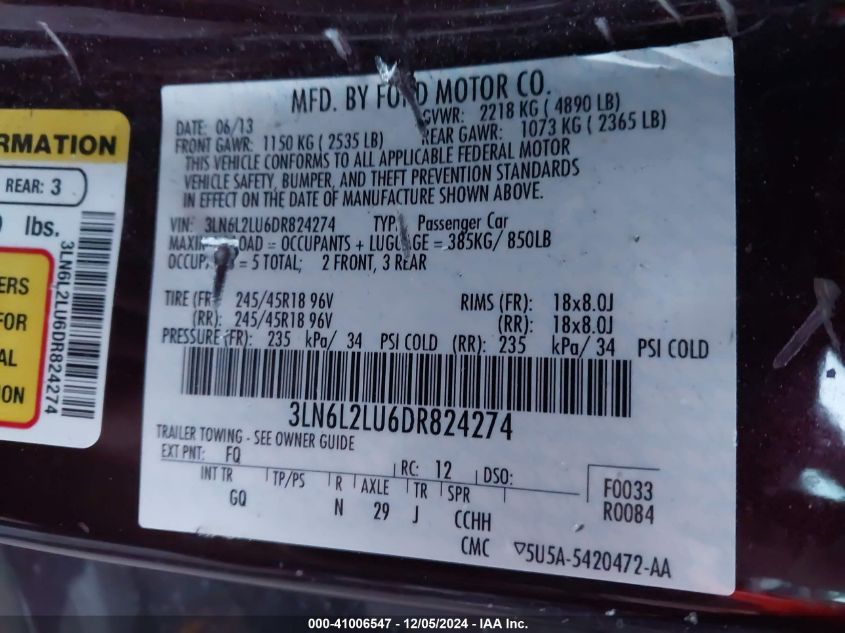 RMATION
REAR: 3
lbs.
3LN6L2LU6DR824274
ERS
FOR
AL
ION
MFD. BY FORD MOTOR CO.
DATE: 06/13 GVWR: 2218 KG ( 4890 LB)
FRONT GAWR: 1150 KG ( 2535 LB) REAR GAWR: 1073 KG ( 2365 LB)
THIS VEHICLE CONFORMS TO ALL APPLICABLE FEDERAL MOTOR
VEHICLE SAFETY, BUMPER, AND THEFT PREVENTION STANDARDS
IN EFFECT ON THE DATE OF MANUFACTURE SHOWN ABOVE.
VIN: 3LN6L2LU6DR824274 TYPE Passenger Car
LOAD = OCCUPANTS + LUGGAGE = 385KG/ 850LB
= 5 TOTAL; 2 FRONT, 3 REAR
TIRE (FR) 245/45R18 96V RIMS (FR): 18x8.0J
(RR): 245/45R18 96V (RR): 18x8.0J
PRESSURE (FR): 235 kPa/ 34 PSI COLD (RR): 235 kPa/ 34 PSI COLD
3LN6L2LU6DR824274
TRAILER TOWING - SEE OWNER GUIDE
EXT PNT: FQ RC: 12 DSO:
INT TR TP/PS R AXLE TR SPR F0033
GQ N 29 J CCHH R0084
CMC 5U5A-5420472-AA
000-41006547 - 12/05/2024 - IAA Inc.